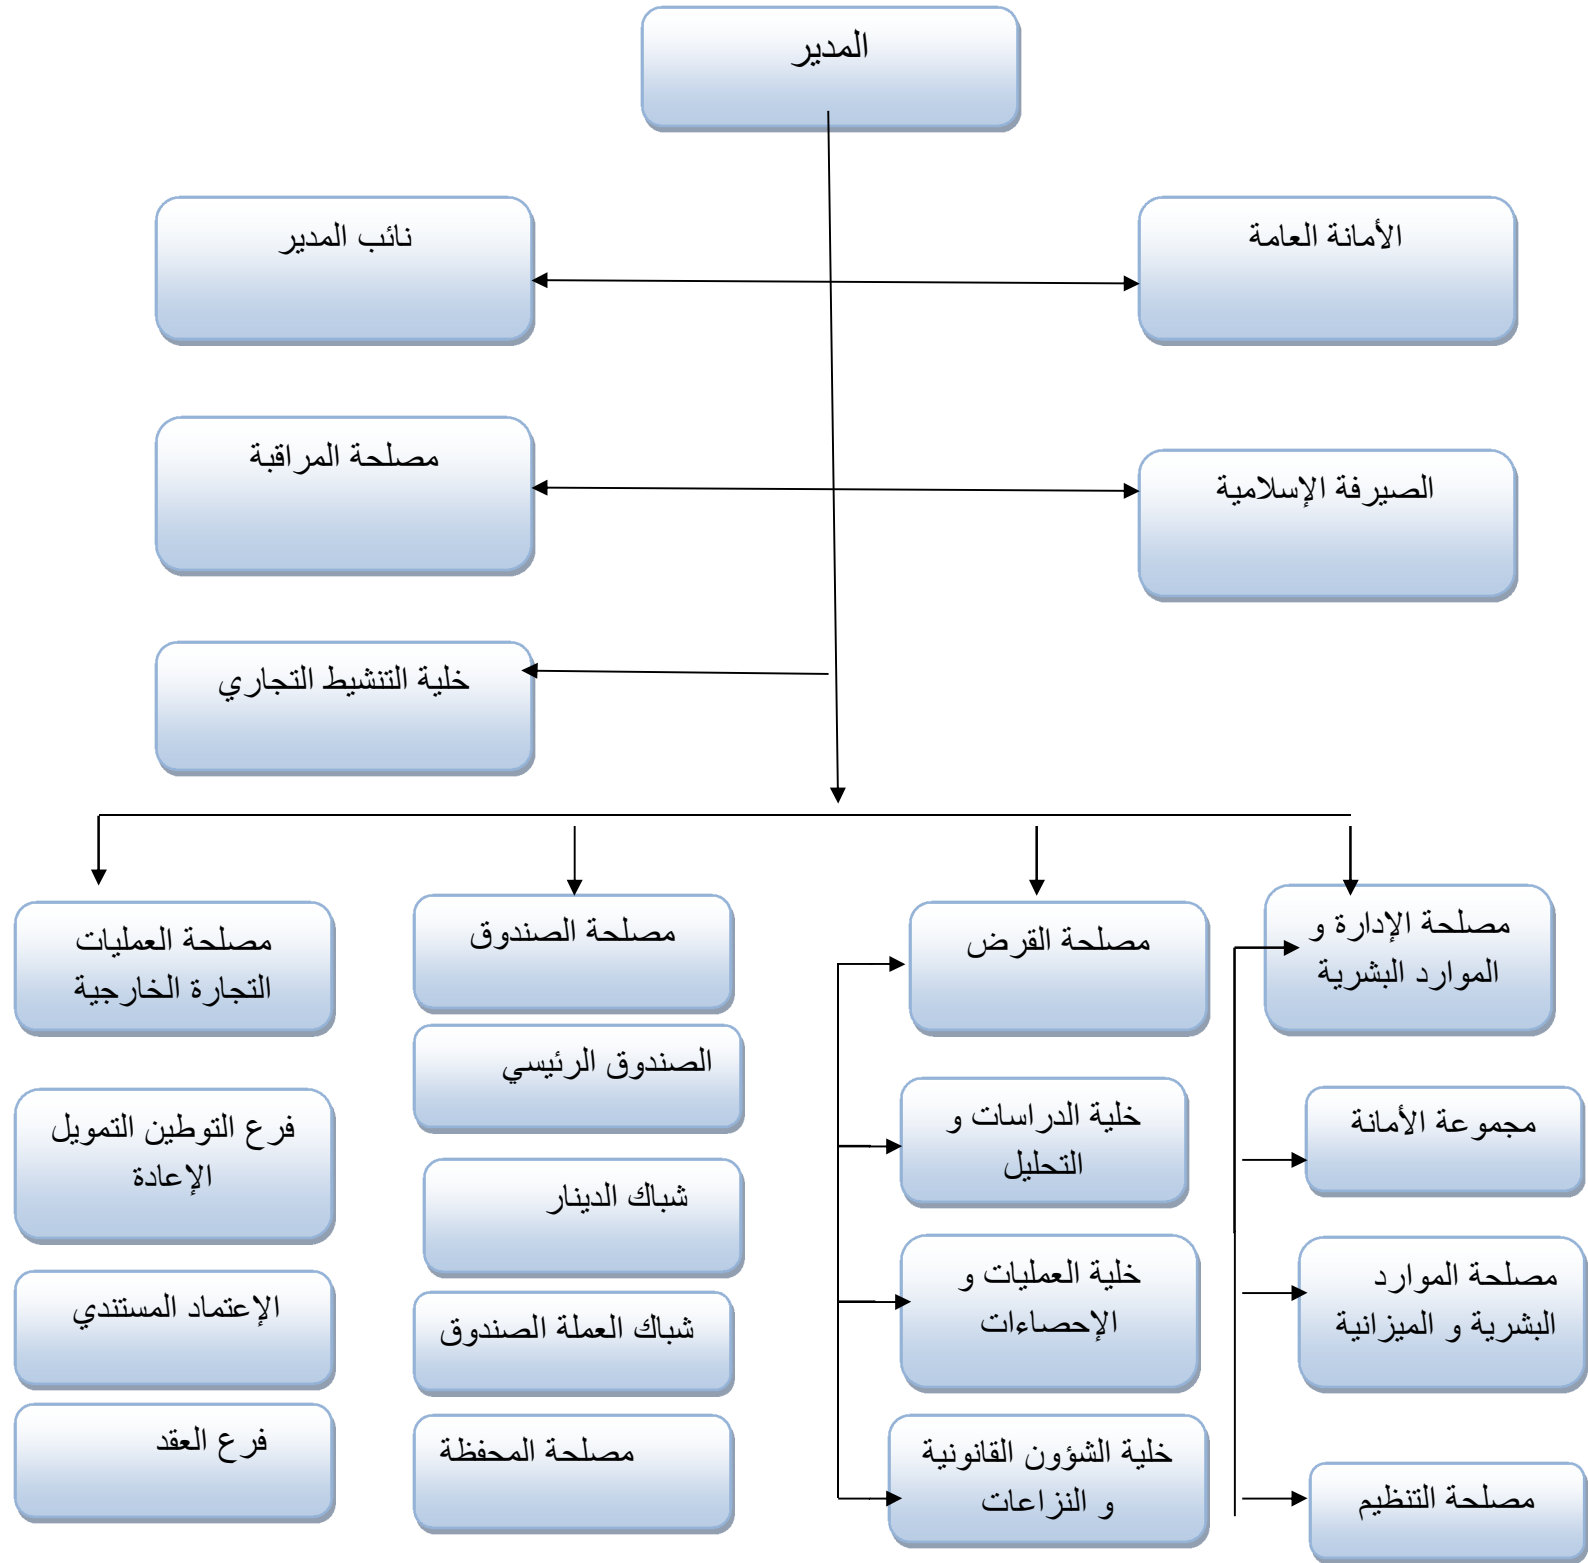 المدير
الأمانة العامة
نائب المدير
الصيرفة الإسلامية
مصلحة المراقبة
خلية التنشيط التجاري
مصلحة الإدارة و
الموارد البشرية
مجموعة الأمانة
مصلحة الموارد
البشرية و الميزانية
مصلحة التنظيم
مصلحة القرض
خلية الدراسات و
التحليل
خلية العمليات و
الإحصاءات
خلية الشؤون القانونية
و النزاعات
مصلحة الصندوق
الصندوق الرئيسي
شباك الدينار
شباك العملة الصندوق
مصلحة المحفظة
مصلحة العمليات
التجارة الخارجية
فرع التوطين التمويل
الإعادة
الإعتماد المستندي
فرع العقد